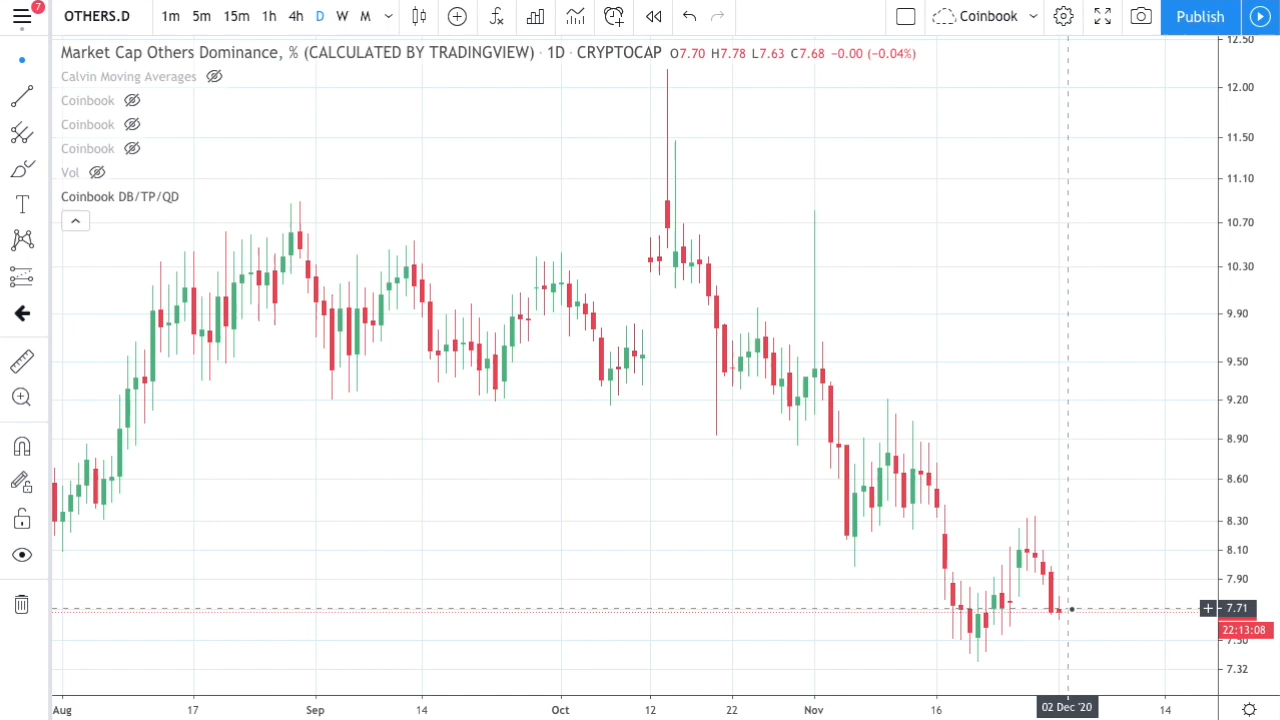 7
OTHERS.D 1m 5m 15m 1h 4h D W M Coinbook Publish
Market Cap Others Dominance, % (CALCULATED BY TRADINGVIEW) · 1D · CRYPTOCAP O7.70 H7.78 L7.63 C7.68 −0.00 (−0.04%)
Calvin Moving Averages
Coinbook
Coinbook
Coinbook
Vol
Coinbook DB/TP/QD
12.50
12.00
11.50
11.10
10.70
10.30
9.90
9.50
9.20
8.90
8.60
8.30
8.10
7.90
7.71
22:13:08
7.50
7.32
Aug 17 Sep 14 Oct 12 22 Nov 16 02 Dec '20 14